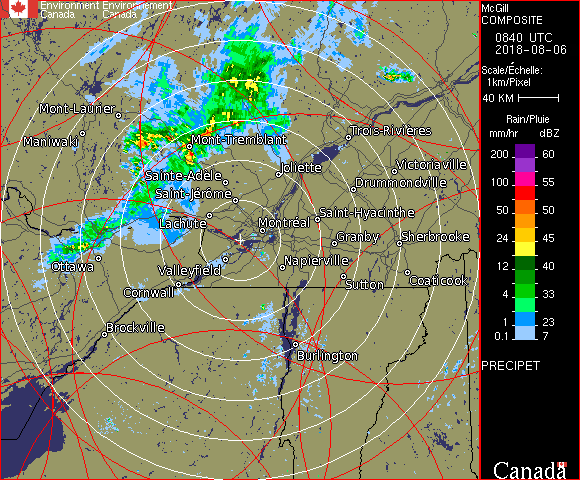 Environment Environnement
Canada Canada
McGill
COMPOSITE
0840 UTC
2018-08-06
Scale/Échelle:
1km/Pixel
40 KM
Rain/Pluie
mm/hr dBZ
200 60
100 55
50 50
24 45
12 40
8 39
4 33
1 23
0.1 7
PRECIPET
Canada
Mont-Laurier
Maniwaki
Mont-Tremblant
Trois-Rivières
Sainte-Adèle
Joliette
Victoriaville
Saint-Jérôme
Drummondville
Lachute
Montréal
Saint-Hyacinthe
Granby
Sherbrooke
Ottawa
Valleyfield
Napierville
Cornwall
Sutton
Coaticook
Brockville
Burlington